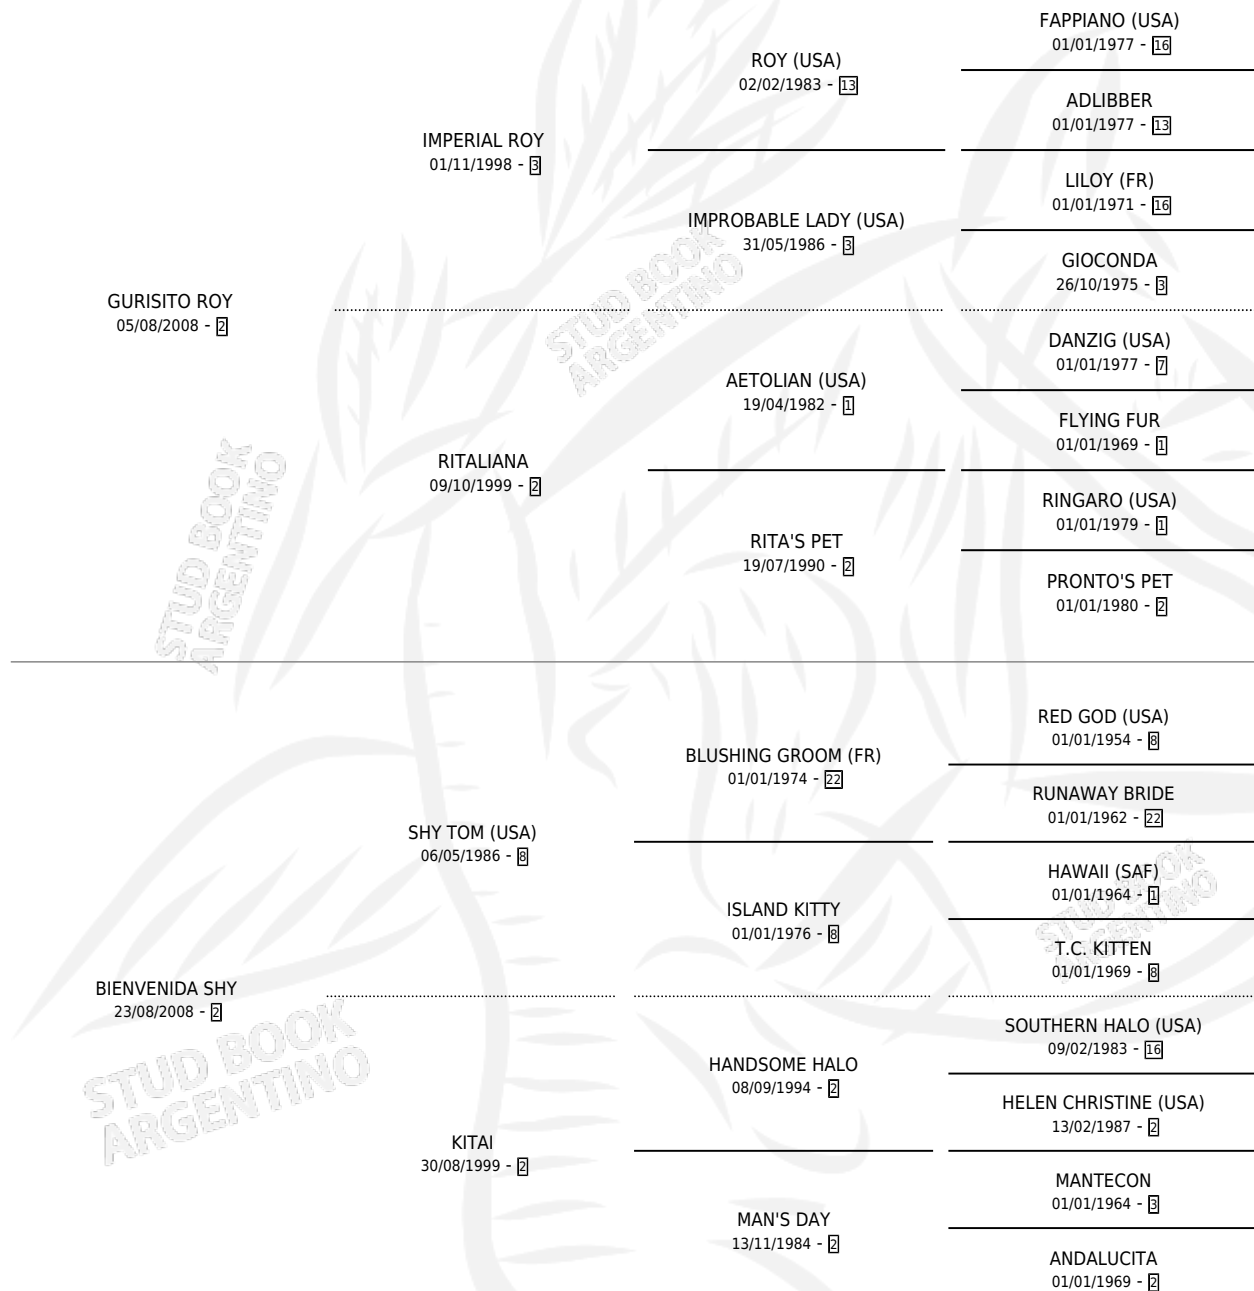 FAPPIANO (USA)
01/01/1977 - 16
ROY (USA)
02/02/1983 - 13
ADLIBBER
01/01/1977 - 13
IMPERIAL ROY
01/11/1998 - 3
LILOY (FR)
01/01/1971 - 16
IMPROBABLE LADY (USA)
31/05/1986 - 3
GIOCONDA
26/10/1975 - 3
GURISITO ROY
05/08/2008 - 2
DANZIG (USA)
01/01/1977 - 7
AETOLIAN (USA)
19/04/1982 - 1
FLYING FUR
01/01/1969 - 1
RITALIANA
09/10/1999 - 2
RINGARO (USA)
01/01/1979 - 1
RITA'S PET
19/07/1990 - 2
PRONTO'S PET
01/01/1980 - 2
STUD BOOK
ARGENTINO
STUD BOOK
ARGENTINO
RED GOD (USA)
01/01/1954 - 8
BLUSHING GROOM (FR)
01/01/1974 - 22
RUNAWAY BRIDE
01/01/1962 - 22
SHY TOM (USA)
06/05/1986 - 8
HAWAII (SAF)
01/01/1964 - 1
ISLAND KITTY
01/01/1976 - 8
T.C. KITTEN
01/01/1969 - 8
STUD BOOK
ARGENTINO
BIENVENIDA SHY
23/08/2008 - 2
SOUTHERN HALO (USA)
09/02/1983 - 16
HANDSOME HALO
08/09/1994 - 2
HELEN CHRISTINE (USA)
13/02/1987 - 2
KITAI
30/08/1999 - 2
MANTECON
01/01/1964 - 3
MAN'S DAY
13/11/1984 - 2
ANDALUCITA
01/01/1969 - 2
STUD BOOK
ARGENTINO